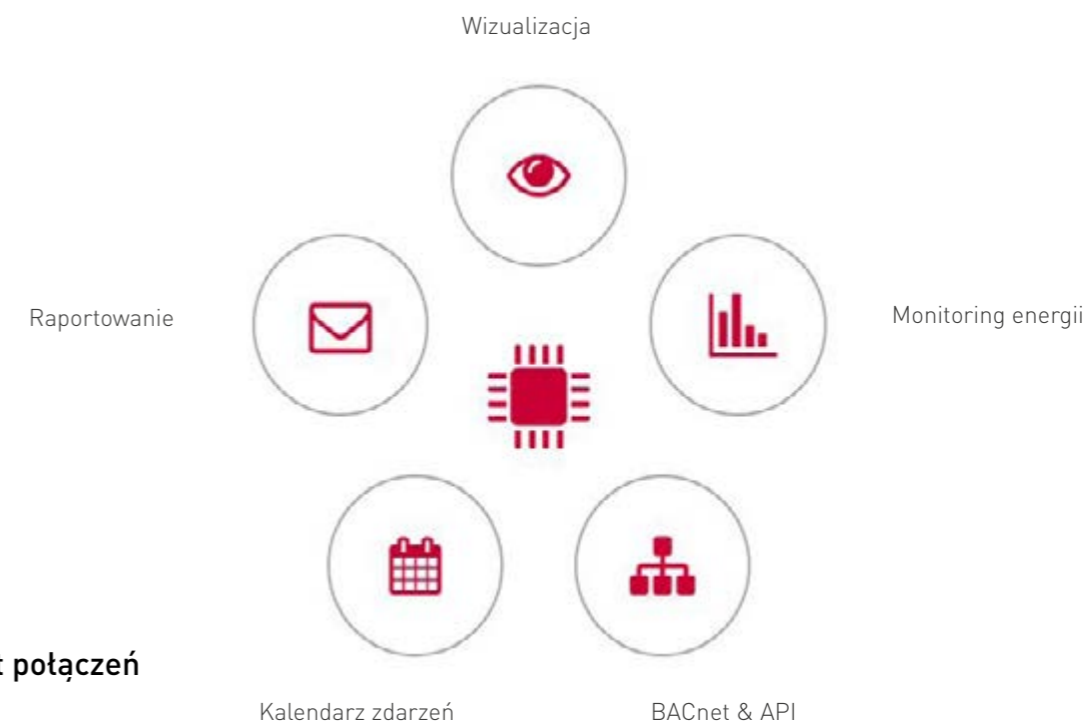 Wizualizacja
Raportowanie
Monitoring energii
połączeń
Kalendarz zdarzeń
BACnet & API